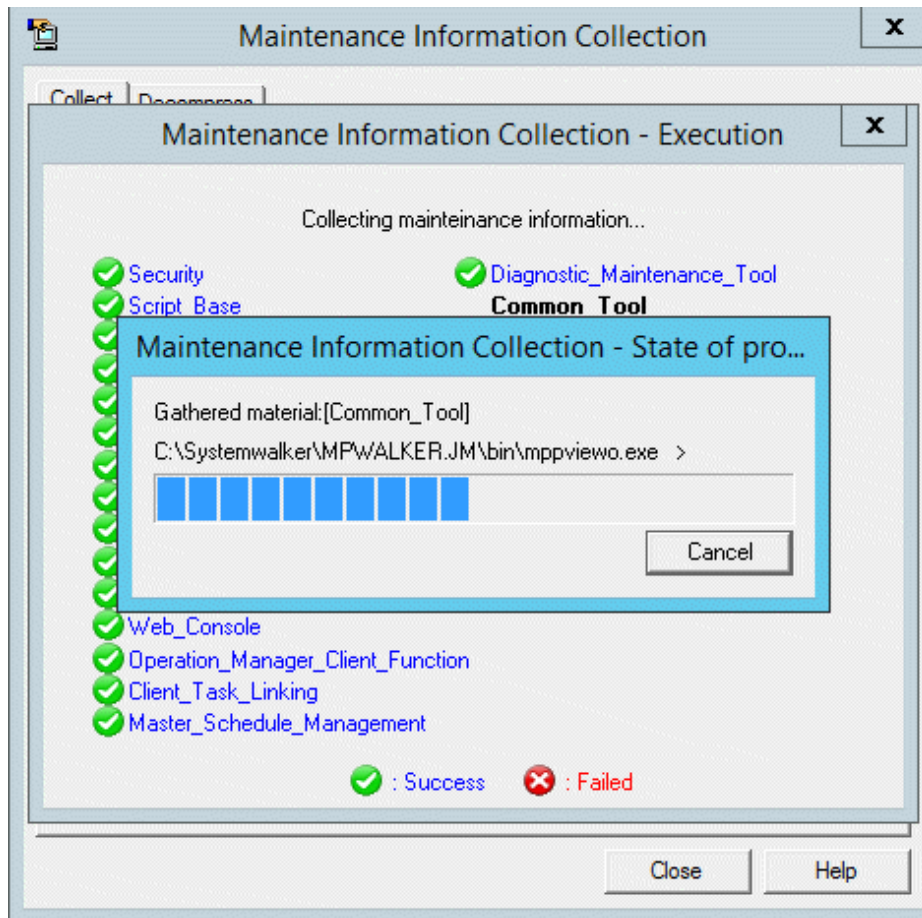 Maintenance Information Collection
x
Collect
Decompress
Maintenance Information Collection - Execution
x
Collecting mainteinance information...
Security
Diagnostic_Maintenance_Tool
Script_Base
Common_Tool
Maintenance Information Collection - State of pro...
Gathered material:[Common_Tool]
C:\Systemwalker\MPWALKER.JM\bin\mppviewo.exe >
Cancel
Web_Console
Operation_Manager_Client_Function
Client_Task_Linking
Master_Schedule_Management
: Success
: Failed
Close
Help